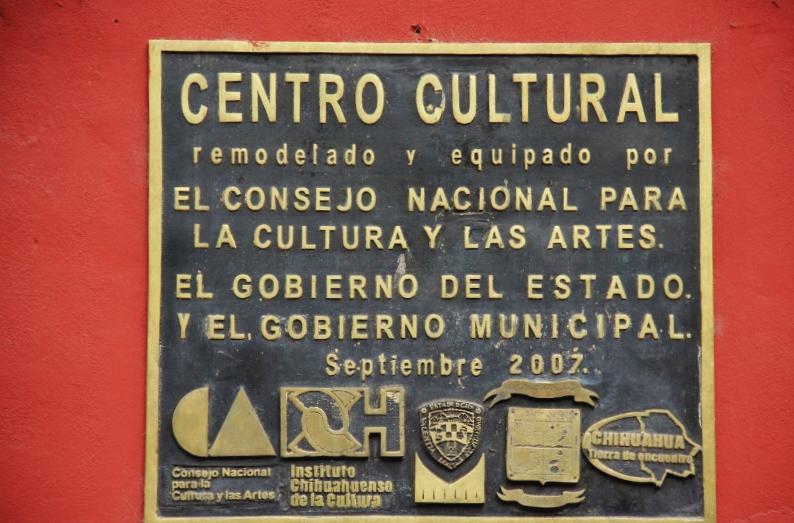 CENTRO CULTURAL
remodelado y equipado por
EL CONSEJO NACIONAL PARA
LA CULTURA Y LAS ARTES.
EL GOBIERNO DEL ESTADO.
Y EL GOBIERNO MUNICIPAL.
Septiembre 2007.
Consejo Nacional
para la
Cultura y las Artes
Instituto
Chihuahuense
de la Cultura
CHIHUAHUA
Tierra de encuentro